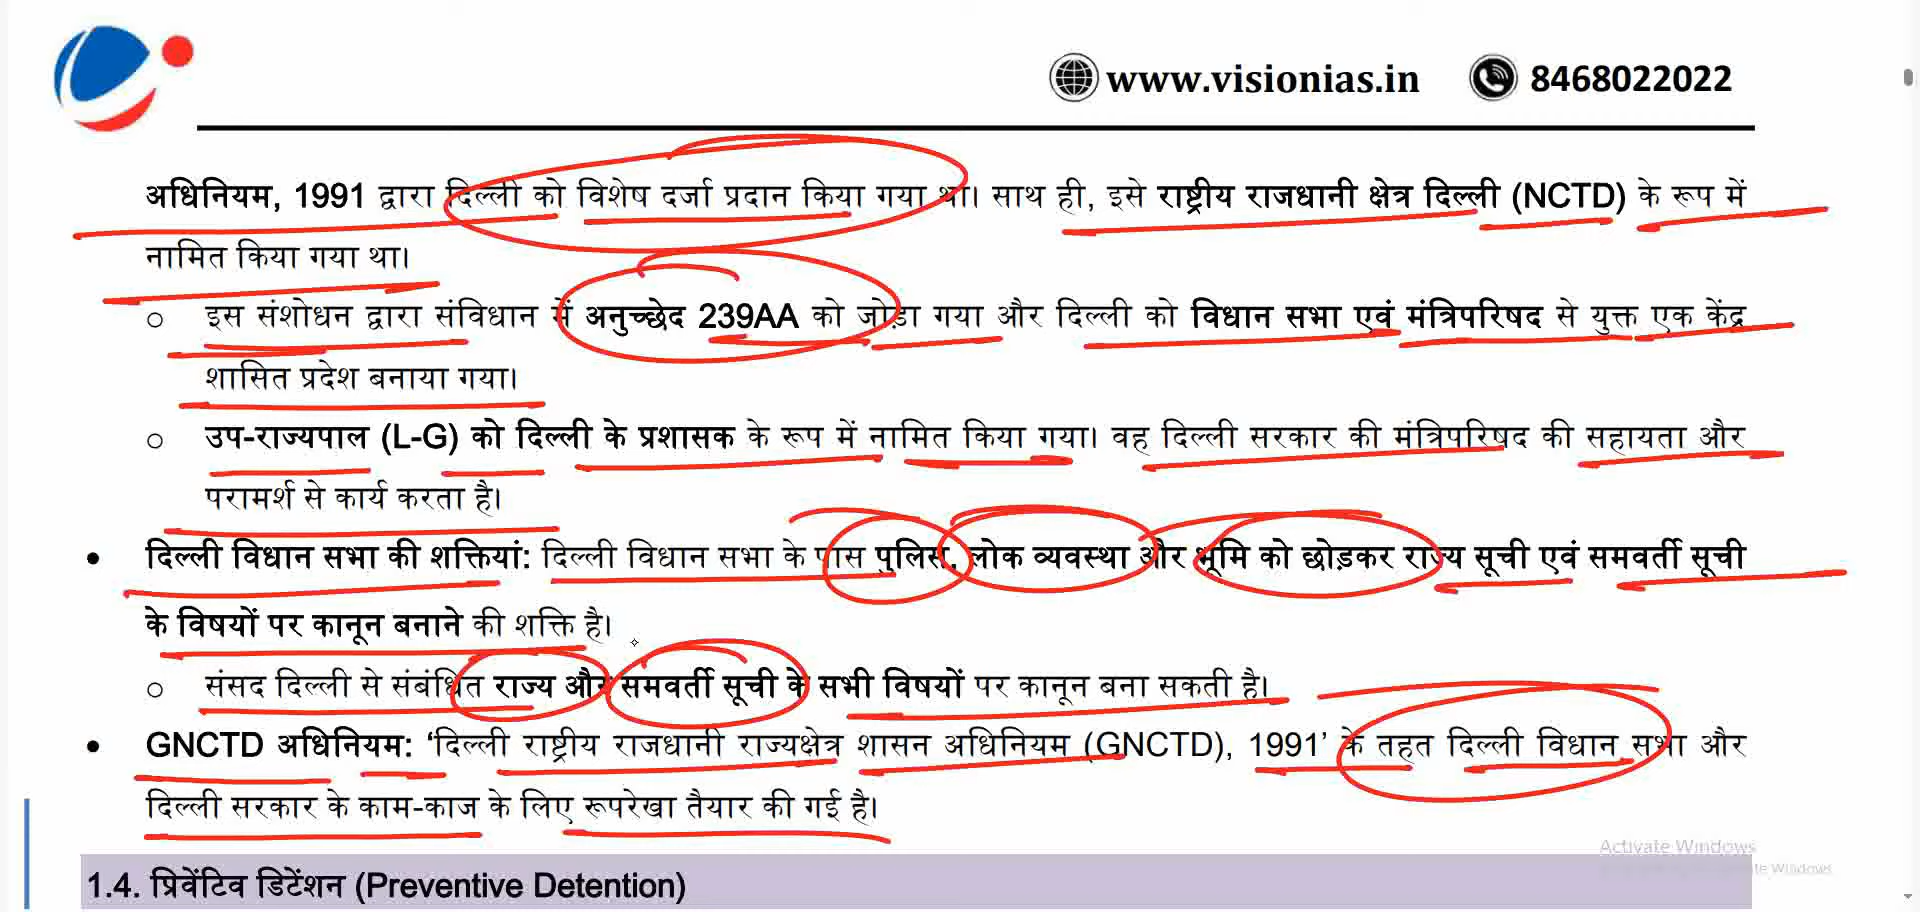 www.visionias.in 8468022022
अधिनियम, 1991 द्वारा दिल्ली को विशेष दर्जा प्रदान किया गया था। साथ ही, इसे राष्ट्रीय राजधानी क्षेत्र दिल्ली (NCTD) के रूप में
नामित किया गया था।
o इस संशोधन द्वारा संविधान में अनुच्छेद 239AA को जोड़ा गया और दिल्ली को विधान सभा एवं मंत्रिपरिषद से युक्त एक केंद्र
शासित प्रदेश बनाया गया।
o उप-राज्यपाल (L-G) को दिल्ली के प्रशासक के रूप में नामित किया गया। वह दिल्ली सरकार की मंत्रिपरिषद की सहायता और
परामर्श से कार्य करता है।
• दिल्ली विधान सभा की शक्तियां: दिल्ली विधान सभा के पास पुलिस, लोक व्यवस्था और भूमि को छोड़कर राज्य सूची एवं समवर्ती सूची
के विषयों पर कानून बनाने की शक्ति है।
o संसद दिल्ली से संबंधित राज्य और समवर्ती सूची के सभी विषयों पर कानून बना सकती है।
• GNCTD अधिनियम: ‘दिल्ली राष्ट्रीय राजधानी राज्यक्षेत्र शासन अधिनियम (GNCTD), 1991’ के तहत दिल्ली विधान सभा और
दिल्ली सरकार के काम-काज के लिए रूपरेखा तैयार की गई है।
Activate Windows
1.4. प्रिवेंटिव डिटेंशन (Preventive Detention)